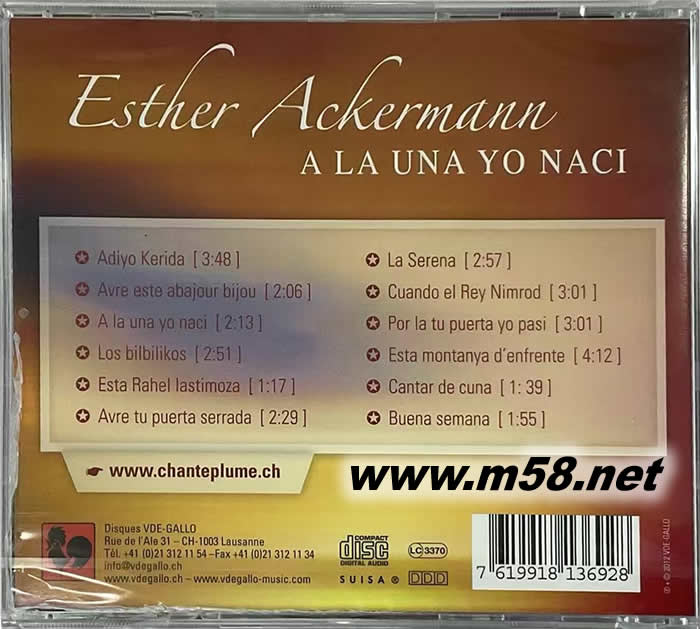 Esther Ackermann
A LA UNA YO NACI
Adiyo Kerida [ 3:48 ]
Avre este abajour bijou [ 2:06 ]
A la una yo naci [ 2:13 ]
Los bilbilikos [ 2:51 ]
Esta Rahel lastimoza [ 1:17 ]
Avre tu puerta serrada [ 2:29 ]
La Serena [ 2:57 ]
Cuando el Rey Nimrod [ 3:01 ]
Por la tu puerta yo pasi [ 3:01 ]
Esta montanya d'enfrente [ 4:12 ]
Cantar de cuna [ 1: 39 ]
Buena semana [ 1:55 ]
www.chanteplume.ch
www.m58.net
Disques VDE-GALLO
Rue de l'Ale 31 – CH-1003 Lausanne
Tèl. +41 (0)21 312 11 54 –Fax +41 (0)21 312 11 34
info@vdegallo.ch
www.vdegallo.ch – www.vdegallo-music.com
COMPACT
disc
DIGITAL AUDIO
SUISA ®
LC 3370
DDD
7 619918 136928
℗ © 2012 VDE-GALLO